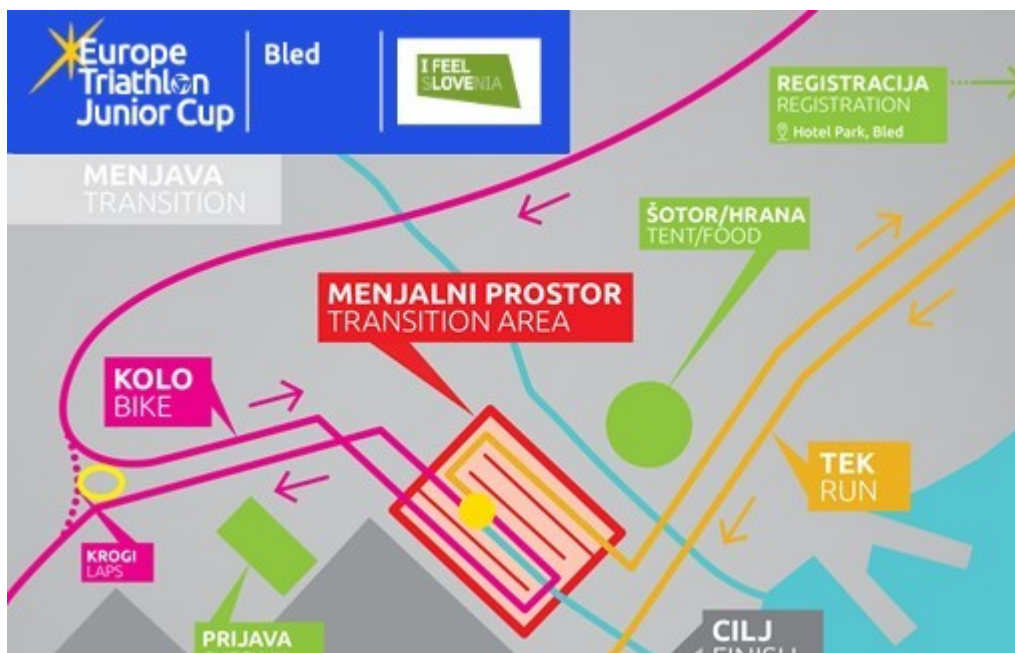 Europe
Triathlon
Junior Cup
Bled
I FEEL
SLOVENIA
REGISTRACIJA
REGISTRATION
Hotel Park, Bled
MENJAVA
TRANSITION
ŠOTOR/HRANA
TENT/FOOD
MENJALNI PROSTOR
TRANSITION AREA
KOLO
BIKE
TEK
RUN
KROGI
LAPS
PRIJAVA
CILJ
FINISH